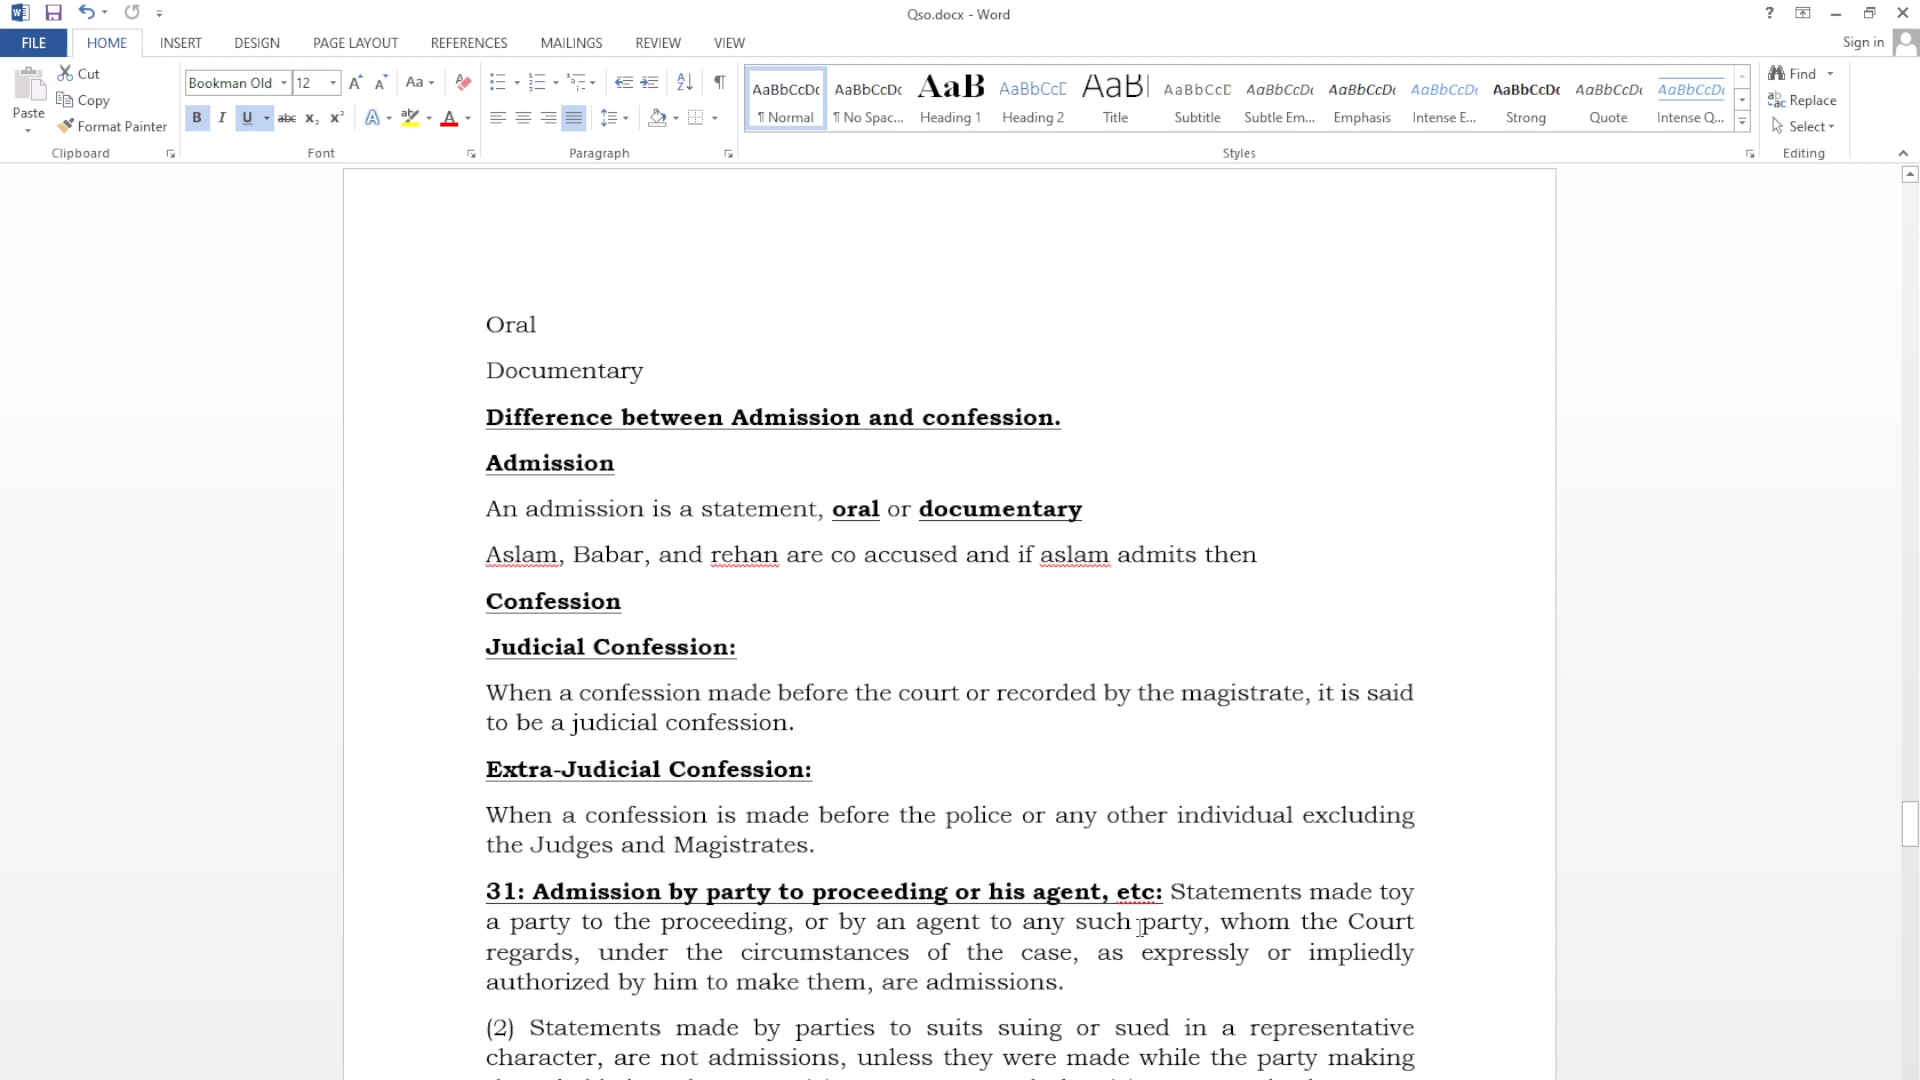 Qso.docx - Word
FILE HOME INSERT DESIGN PAGE LAYOUT REFERENCES MAILINGS REVIEW VIEW Sign in
Paste
Cut
Copy
Format Painter
Clipboard
Bookman Old 12
Font
Paragraph
AaBbCcDc AaBbCcDc AaB AaBbCcC AaB AaBbCcC AaBbCcDc AaBbCcDc AaBbCcDc AaBbCcDc AaBbCcDc AaBbCcDc
¶ Normal ¶ No Spac... Heading 1 Heading 2 Title Subtitle Subtle Em... Emphasis Intense E... Strong Quote Intense Q...
Styles
Find
Replace
Select
Editing
Oral
Documentary
Difference between Admission and confession.
Admission
An admission is a statement, oral or documentary
Aslam, Babar, and rehan are co accused and if aslam admits then
Confession
Judicial Confession:
When a confession made before the court or recorded by the magistrate, it is said
to be a judicial confession.
Extra-Judicial Confession:
When a confession is made before the police or any other individual excluding
the Judges and Magistrates.
31: Admission by party to proceeding or his agent, etc: Statements made toy
a party to the proceeding, or by an agent to any such party, whom the Court
regards, under the circumstances of the case, as expressly or impliedly
authorized by him to make them, are admissions.
(2) Statements made by parties to suits suing or sued in a representative
character, are not admissions, unless they were made while the party making